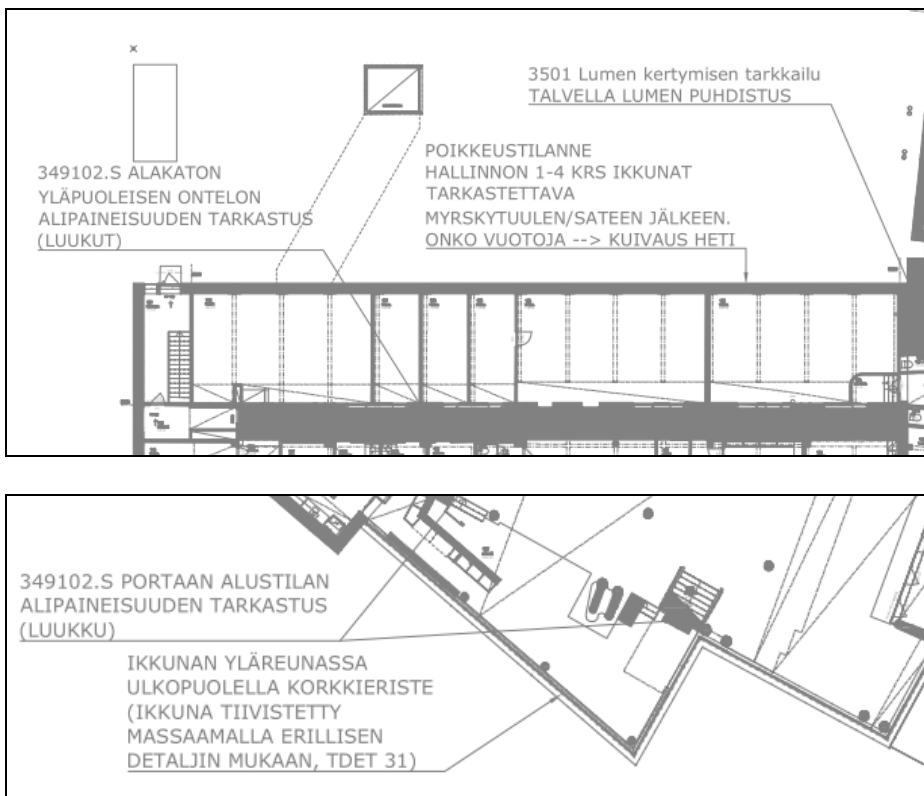 3501 Lumen kertymisen tarkkailu
TALVELLA LUMEN PUHDISTUS
POIKKEUSTILANNE
HALLINNON 1-4 KRS IKKUNAT
TARKASTETTAVA
MYRSKYTUULEN/SATEEN JÄLKEEN.
ONKO VUOTOJA --> KUIVAUS HETI
349102.S ALAKATON
YLÄPUOLEISEN ONTELON
ALIPAINEISUUDEN TARKASTUS
(LUUKUT)
349102.S PORTAAN ALUSTILAN
ALIPAINEISUUDEN TARKASTUS
(LUUKKU)
IKKUNAN YLÄREUNASSA
ULKOPUOLELLA KORKKIERISTE
(IKKUNA TIIVISTETTY
MASSAAMALLA ERILLISEN
DETALJIN MUKAAN, TDET 31)